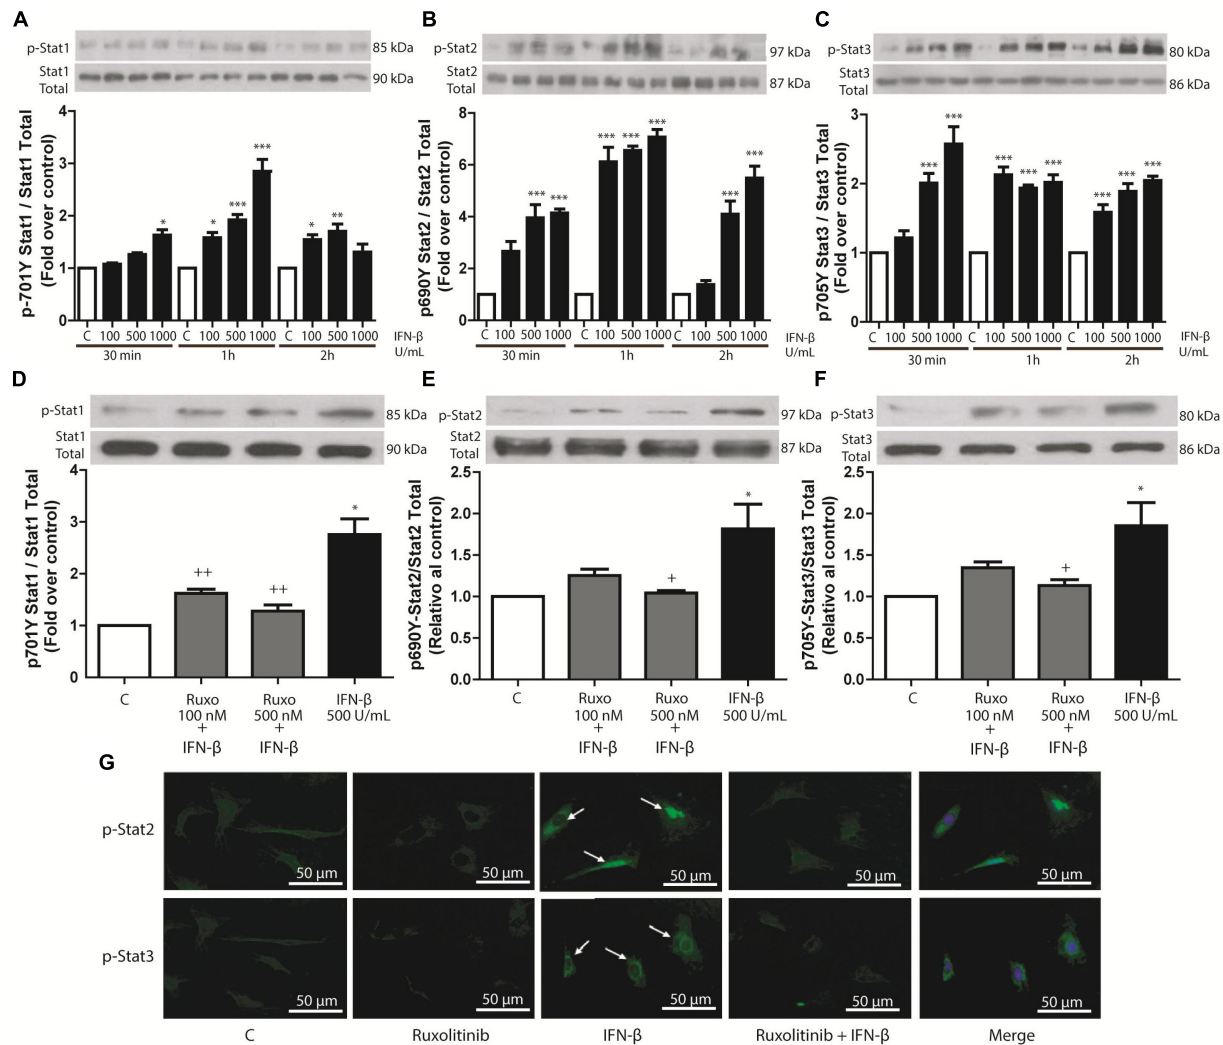 A
p-Stat1
85 kDa
Stat1
Total
90 kDa
p-701Y Stat1 / Stat1 Total
(Fold over control)
4
3
2
1
0
* * *** *** * **
C 100 500 1000 C 100 500 1000 C 100 500 1000
IFN-β
30 min 1h 2h
U/mL
B
p-Stat2
97 kDa
Stat2
Total
87 kDa
p690Y Stat2 / Stat2 Total
(Fold over control)
8
6
4
2
0
*** *** *** *** *** *** ***
C 100 500 1000 C 100 500 1000 C 100 500 1000
IFN-β
30 min 1h 2h
U/mL
C
p-Stat3
80 kDa
Stat3
Total
86 kDa
p705Y Stat3 / Stat3 Total
(Fold over control)
3
2
1
0
*** *** *** *** *** *** *** ***
C 100 500 1000 C 100 500 1000 C 100 500 1000
IFN-β
30 min 1h 2h
U/mL
D
p-Stat1
85 kDa
Stat1
Total
90 kDa
p701Y Stat1 / Stat1 Total
(Fold over control)
4
3
2
1
0
++ ++ *
C
Ruxo
100 nM
+
IFN-β
Ruxo
500 nM
+
IFN-β
IFN-β
500 U/mL
E
p-Stat2
97 kDa
Stat2
Total
87 kDa
p690Y-Stat2/Stat2 Total
(Relativo al control)
2.5
2.0
1.5
1.0
0.5
0.0
+ *
C
Ruxo
100 nM
+
IFN-β
Ruxo
500 nM
+
IFN-β
IFN-β
500 U/mL
F
p-Stat3
80 kDa
Stat3
Total
86 kDa
p705Y-Stat3/Stat3 Total
(Relativo al control)
2.5
2.0
1.5
1.0
0.5
0.0
+ *
C
Ruxo
100 nM
+
IFN-β
Ruxo
500 nM
+
IFN-β
IFN-β
500 U/mL
G
p-Stat2
50 µm 50 µm 50 µm 50 µm 50 µm
p-Stat3
50 µm 50 µm 50 µm 50 µm 50 µm
C Ruxolitinib IFN-β Ruxolitinib + IFN-β Merge